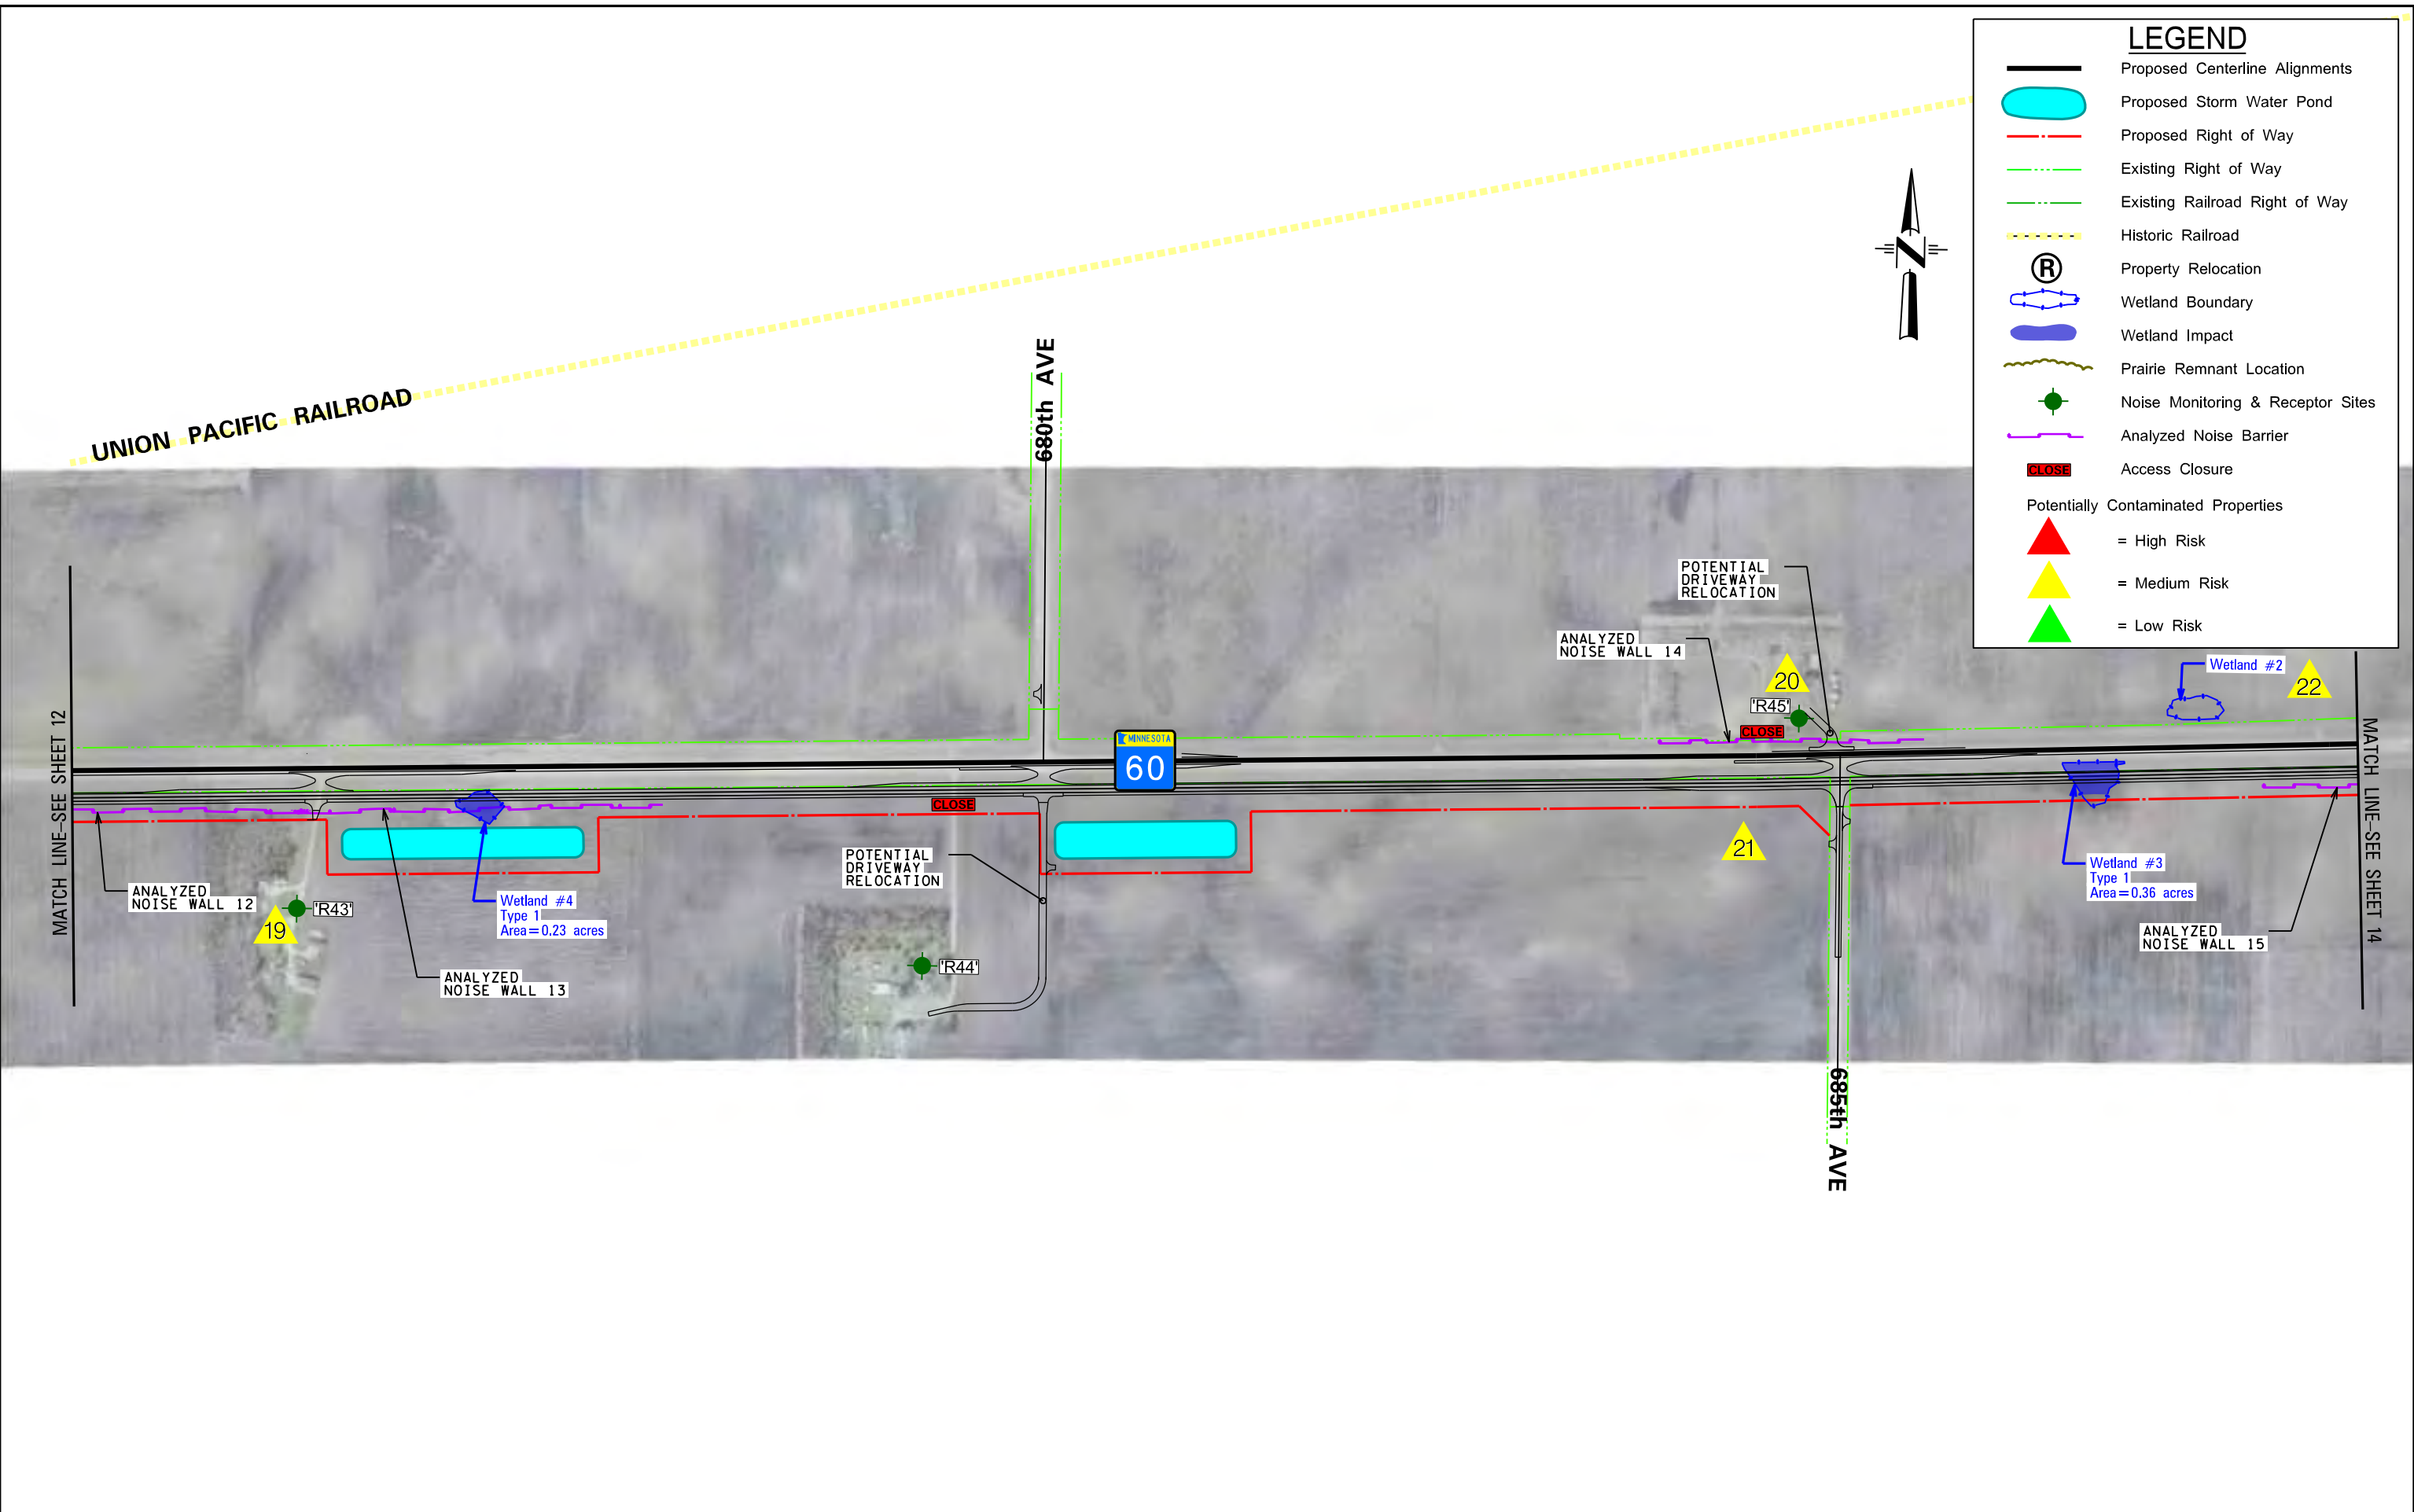 LEGEND
Proposed Centerline Alignments
Proposed Storm Water Pond
Proposed Right of Way
Existing Right of Way
Existing Railroad Right of Way
Historic Railroad
R
Property Relocation
Wetland Boundary
Wetland Impact
Prairie Remnant Location
Noise Monitoring & Receptor Sites
Analyzed Noise Barrier
CLOSE
Access Closure
Potentially Contaminated Properties
= High Risk
= Medium Risk
= Low Risk
N
UNION PACIFIC RAILROAD
680th AVE
POTENTIAL
DRIVEWAY
RELOCATION
ANALYZED
NOISE WALL 14
20
'R45'
CLOSE
Wetland #2
22
MATCH LINE-SEE SHEET 12
MINNESOTA
60
MATCH LINE-SEE SHEET 14
CLOSE
21
POTENTIAL
DRIVEWAY
RELOCATION
Wetland #3
Type 1
Area=0.36 acres
ANALYZED
NOISE WALL 12
'R43'
19
Wetland #4
Type 1
Area=0.23 acres
ANALYZED
NOISE WALL 15
'R44'
ANALYZED
NOISE WALL 13
685th AVE